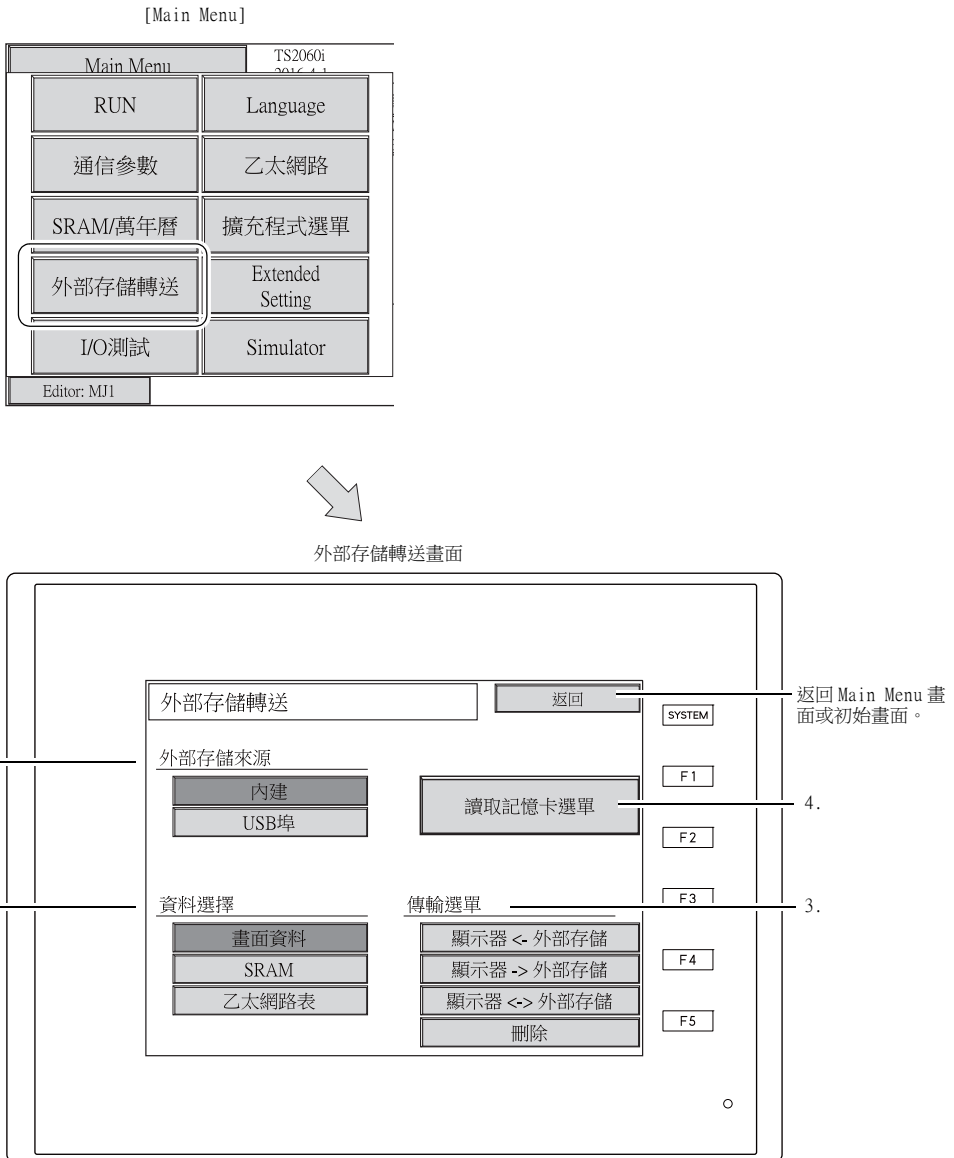 [Main Menu]
Main Menu
TS2060i
2016-4-1
RUN
Language
通信參數
乙太網路
SRAM/萬年曆
擴充程式選單
外部存儲轉送
Extended
Setting
I/O測試
Simulator
Editor: MJ1
外部存儲轉送畫面
外部存儲轉送
返回
返回 Main Menu 畫
面或初始畫面。
SYSTEM
外部存儲來源
內建
USB埠
讀取記憶卡選單
F1
4.
F2
資料選擇
傳輸選單
F3
3.
畫面資料
SRAM
乙太網路表
顯示器 <- 外部存儲
顯示器 -> 外部存儲
顯示器 <-> 外部存儲
刪除
F4
F5